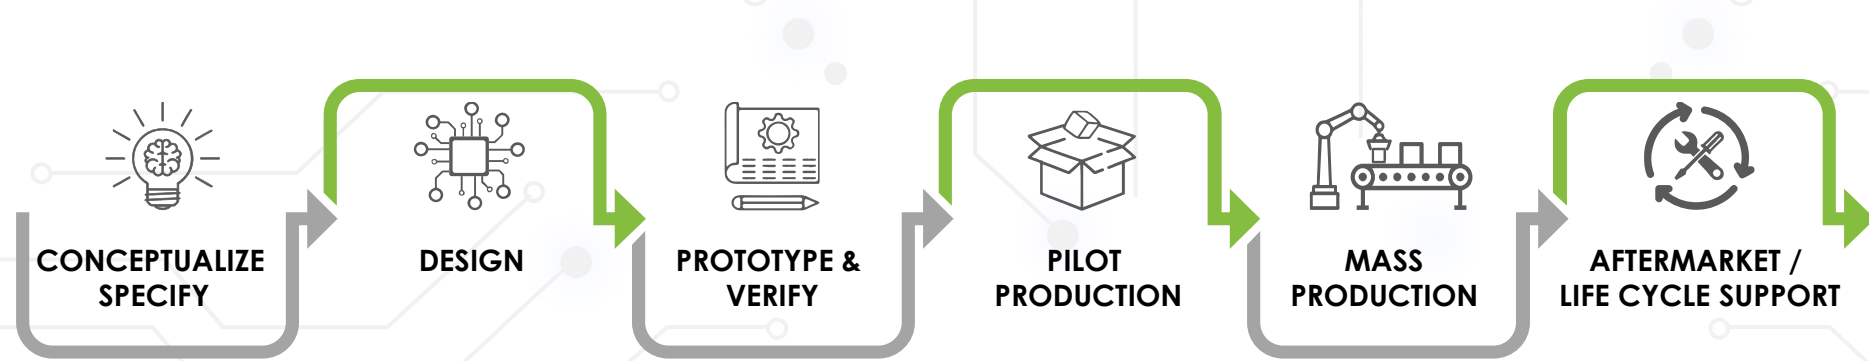 CONCEPTUALIZE
SPECIFY
DESIGN
PROTOTYPE &
VERIFY
PILOT
PRODUCTION
MASS
PRODUCTION
AFTERMARKET /
LIFE CYCLE SUPPORT